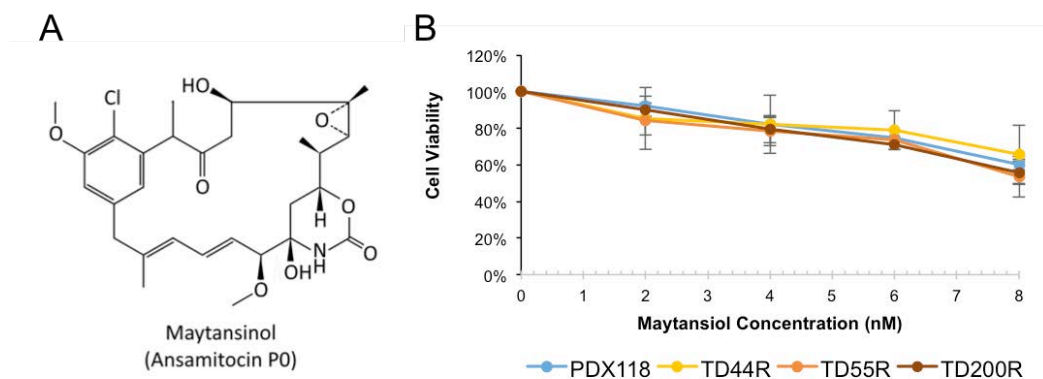 A
B
HO
Cl
O
O
O
H
O
N
H
O
OH
O
Maytansinol
(Ansamitocin P0)
120%
100%
80%
60%
40%
20%
0%
Cell Viability
0 1 2 3 4 5 6 7 8
Maytansiol Concentration (nM)
PDX118 TD44R TD55R TD200R